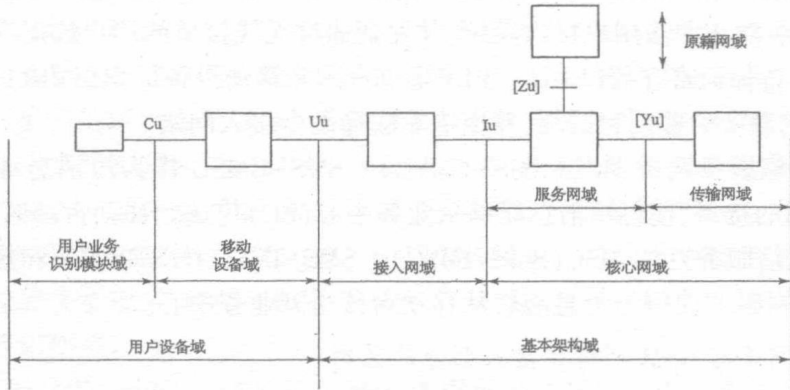 原籍网域
[Zu]
Cu
Uu
Iu
[Yu]
服务网域
传输网域
用户业务
识别模块域
移动
设备域
接入网域
核心网域
用户设备域
基本架构域